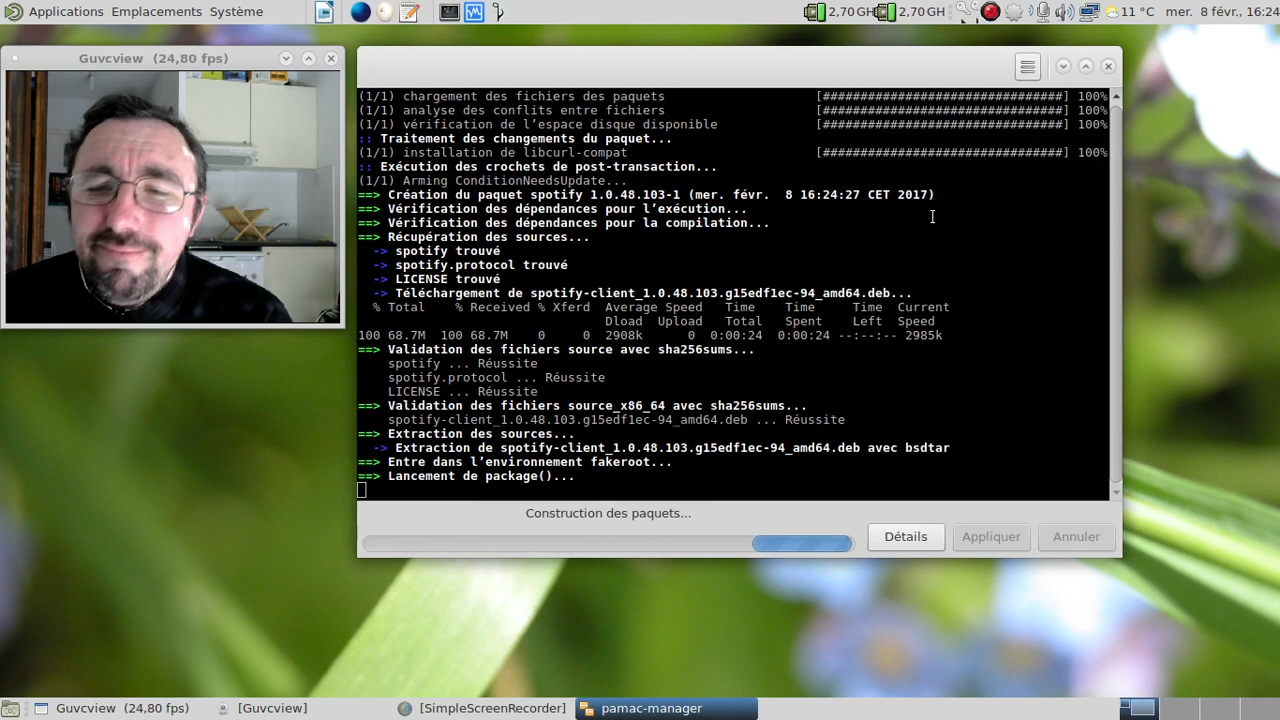 Applications Emplacements Système
2,70 GH 2,70 GH 11 °C mer. 8 févr., 16:24
Guvcview (24,80 fps)
(1/1) chargement des fichiers des paquets [################################] 100%
(1/1) analyse des conflits entre fichiers [################################] 100%
(1/1) vérification de l’espace disque disponible [################################] 100%
:: Traitement des changements du paquet...
(1/1) installation de libcurl-compat [################################] 100%
:: Exécution des crochets de post-transaction...
(1/1) Arming ConditionNeedsUpdate...
==> Création du paquet spotify 1.0.48.103-1 (mer. févr.  8 16:24:27 CET 2017)
==> Vérification des dépendances pour l’exécution...
==> Vérification des dépendances pour la compilation...
==> Récupération des sources...
-> spotify trouvé
-> spotify.protocol trouvé
-> LICENSE trouvé
-> Téléchargement de spotify-client_1.0.48.103.g15edf1ec-94_amd64.deb...
% Total % Received % Xferd Average Speed Time Time Time Current
Dload Upload Total Spent Left Speed
100 68.7M 100 68.7M 0 0 2908k 0 0:00:24 0:00:24 --:--:-- 2985k
==> Validation des fichiers source avec sha256sums...
spotify ... Réussite
spotify.protocol ... Réussite
LICENSE ... Réussite
==> Validation des fichiers source_x86_64 avec sha256sums...
spotify-client_1.0.48.103.g15edf1ec-94_amd64.deb ... Réussite
==> Extraction des sources...
-> Extraction de spotify-client_1.0.48.103.g15edf1ec-94_amd64.deb avec bsdtar
==> Entre dans l’environnement fakeroot...
==> Lancement de package()...
Construction des paquets...
Détails Appliquer Annuler
Guvcview (24,80 fps) [Guvcview] [SimpleScreenRecorder] pamac-manager